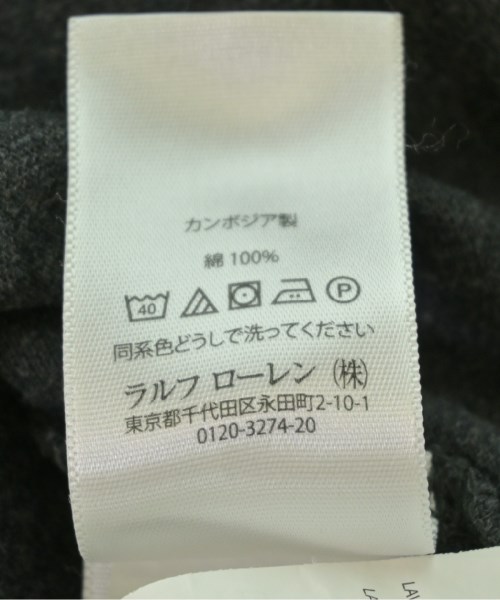 カンボジア製
綿 100%
40 P
同系色どうしで洗ってください
ラルフ ローレン (株)
東京都千代田区永田町2-10-1
0120-3274-20